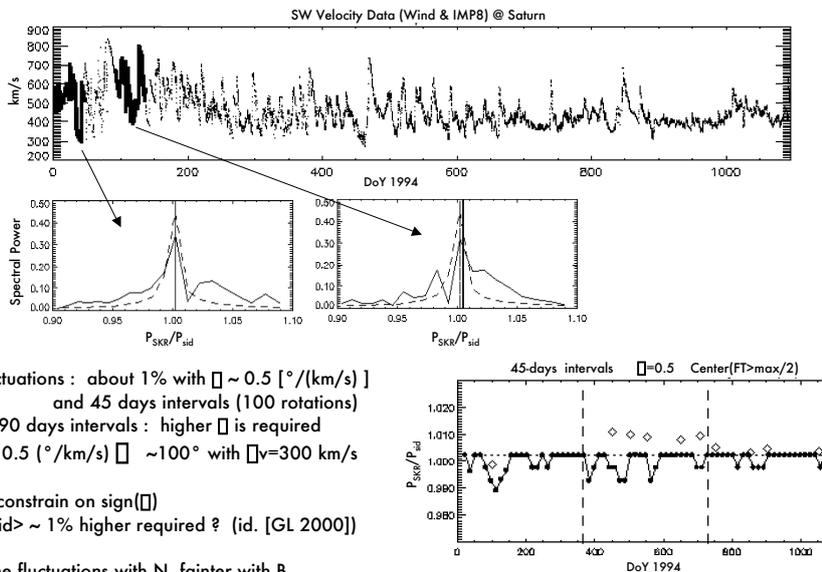 SW Velocity Data (Wind & IMP8) @ Saturn
900
800
700
600
500
400
300
200
km/s
0 200 400 600 800 1000
DoY 1994
Spectral Power
0.50
0.40
0.30
0.20
0.10
0.00
0.90 0.95 1.00 1.05 1.10
PSKR/Psid
0.50
0.40
0.30
0.20
0.10
0.00
0.90 0.95 1.00 1.05 1.10
PSKR/Psid
ctuations : about 1% with ~ 0.5 [°/(km/s) ]
and 45 days intervals (100 rotations)
90 days intervals : higher is required
0.5 (°/km/s) ~100° with v=300 km/s
constrain on sign()
id> ~ 1% higher required ? (id. [GL 2000])
fluctuations with N, fainter with B
45-days intervals =0.5 Center(FT>max/2)
1.020
1.010
1.000
0.990
0.980
PSKR/Psid
0 200 400 600 800 1000
DoY 1994